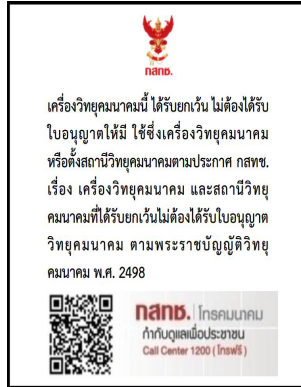 กสทช.
เครื่องวิทยุคมนาคมนี้ ได้รับยกเว้น ไม่ต้องได้รับ
ใบอนุญาตให้มี ใช้ซึ่งเครื่องวิทยุคมนาคม
หรือตั้งสถานีวิทยุคมนาคมตามประกาศ กสทช.
เรื่อง เครื่องวิทยุคมนาคม และสถานีวิทยุ
คมนาคมที่ได้รับยกเว้นไม่ต้องได้รับใบอนุญาต
วิทยุคมนาคม ตามพระราชบัญญัติวิทยุ
คมนาคม พ.ศ. 2498
กสทช. โทรคมนาคม
กำกับดูแลเพื่อประชาชน
Call Center 1200 ( โทรฟรี )